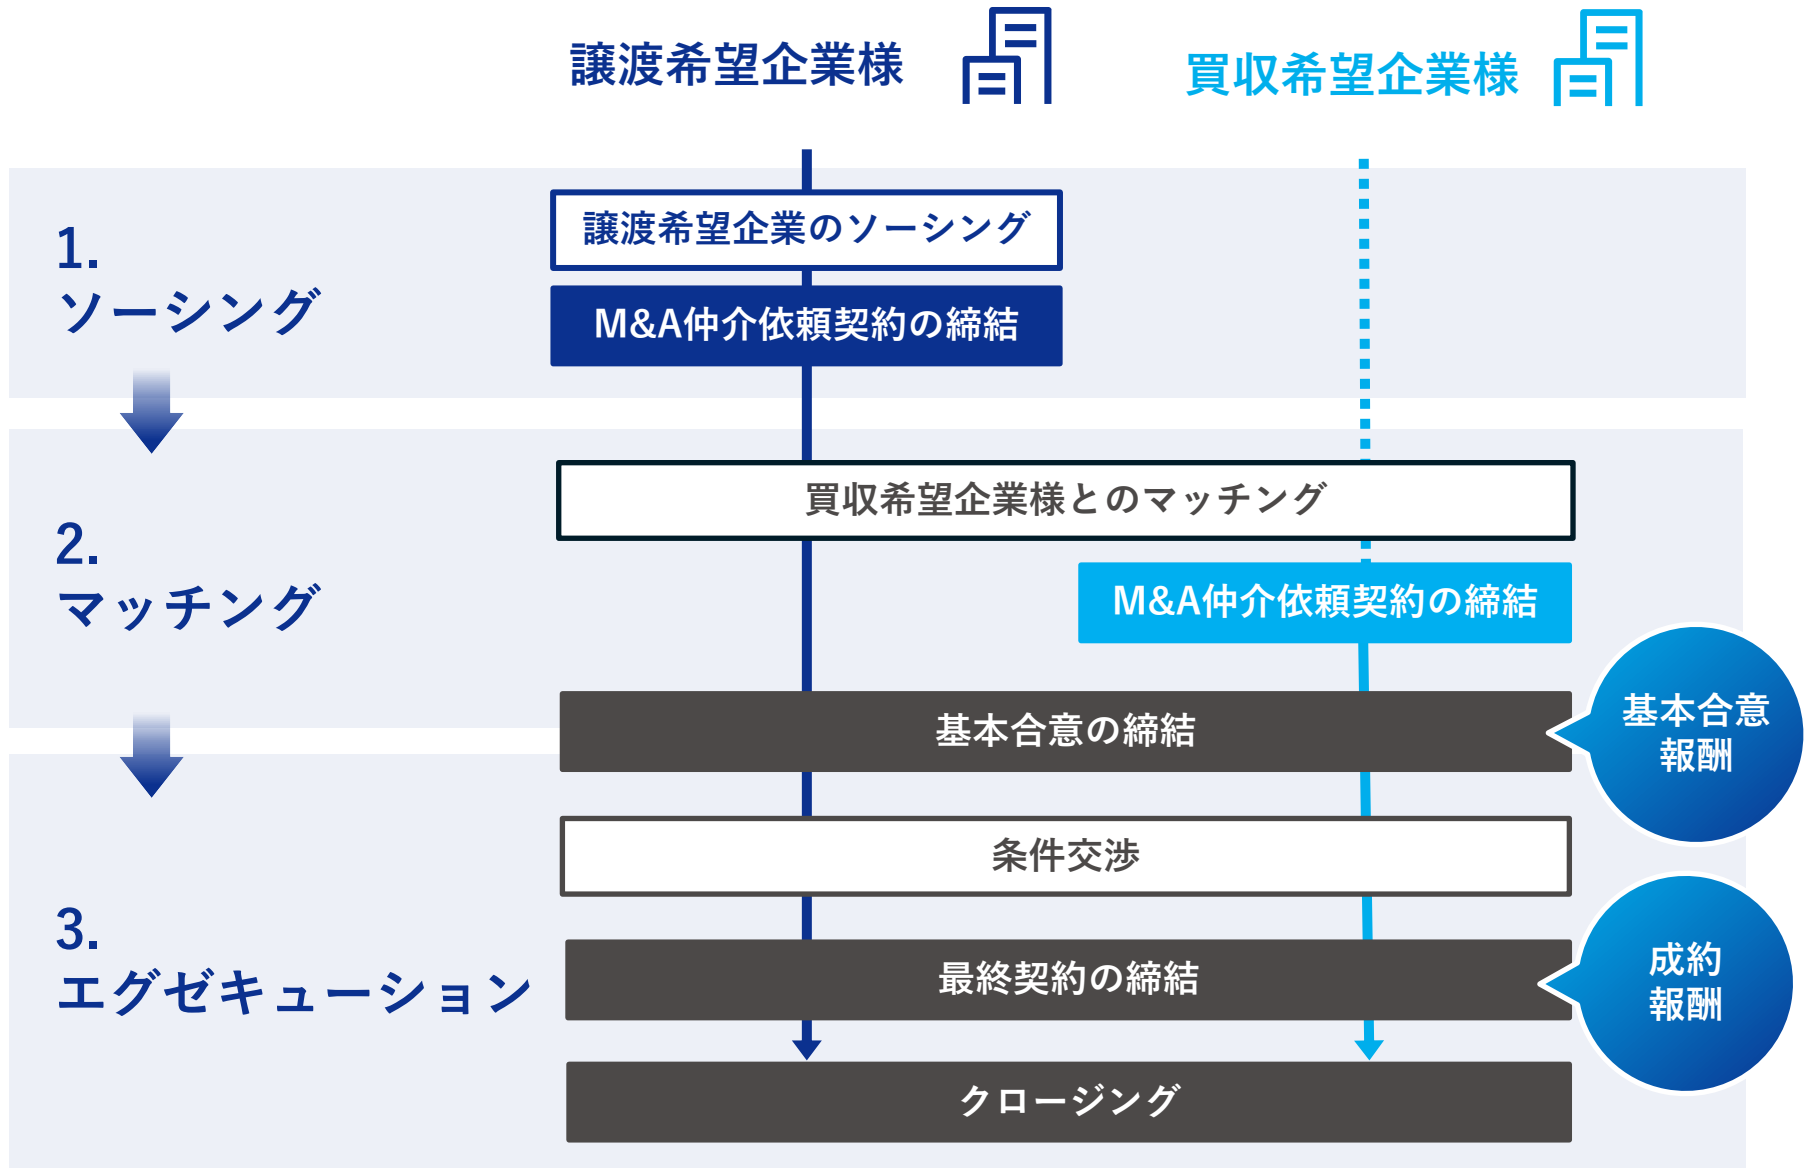 譲渡希望企業様
買収希望企業様
1.
ソーシング
譲渡希望企業のソーシング
M&A仲介依頼契約の締結
2.
マッチング
買収希望企業様とのマッチング
M&A仲介依頼契約の締結
基本合意の締結
基本合意
報酬
3.
エグゼキューション
条件交渉
最終契約の締結
成約
報酬
クロージング